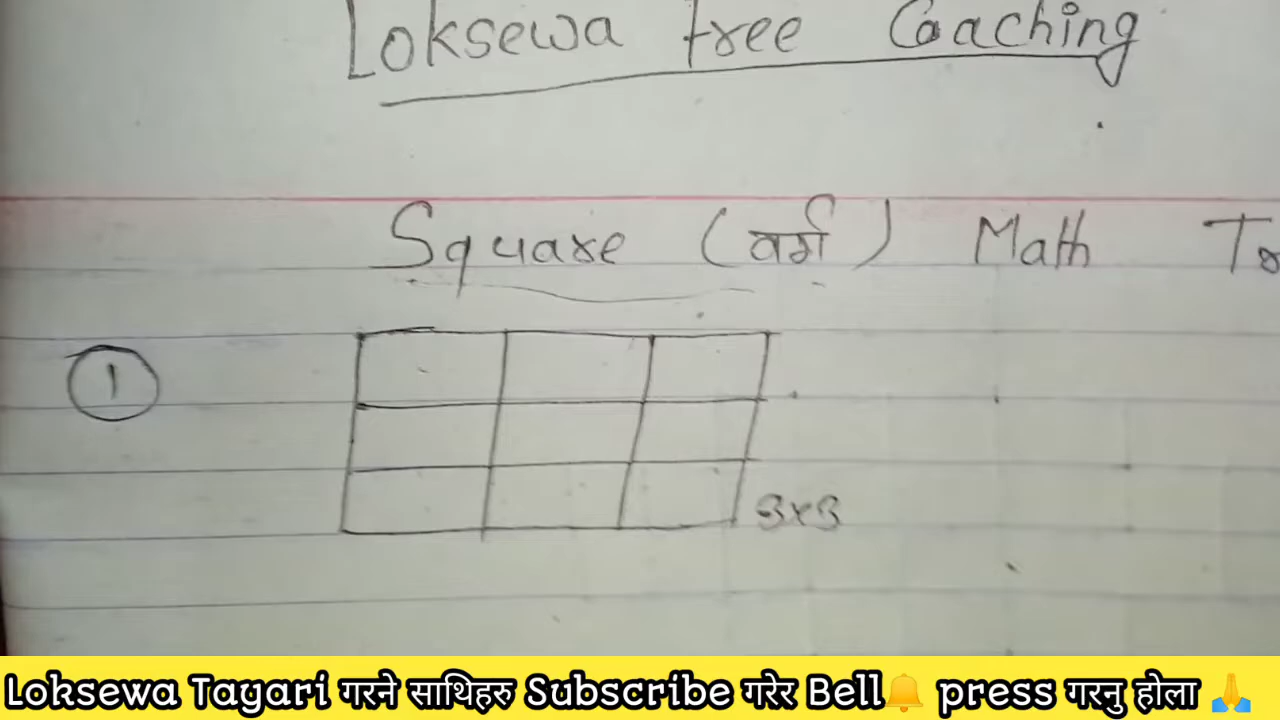 Loksewa free Coaching
Square (वर्ग) Math
1
3x3
Loksewa Tayari गरने साथिहरु Subscribe गरेर Bell🔔 press गरनु होला 🙏